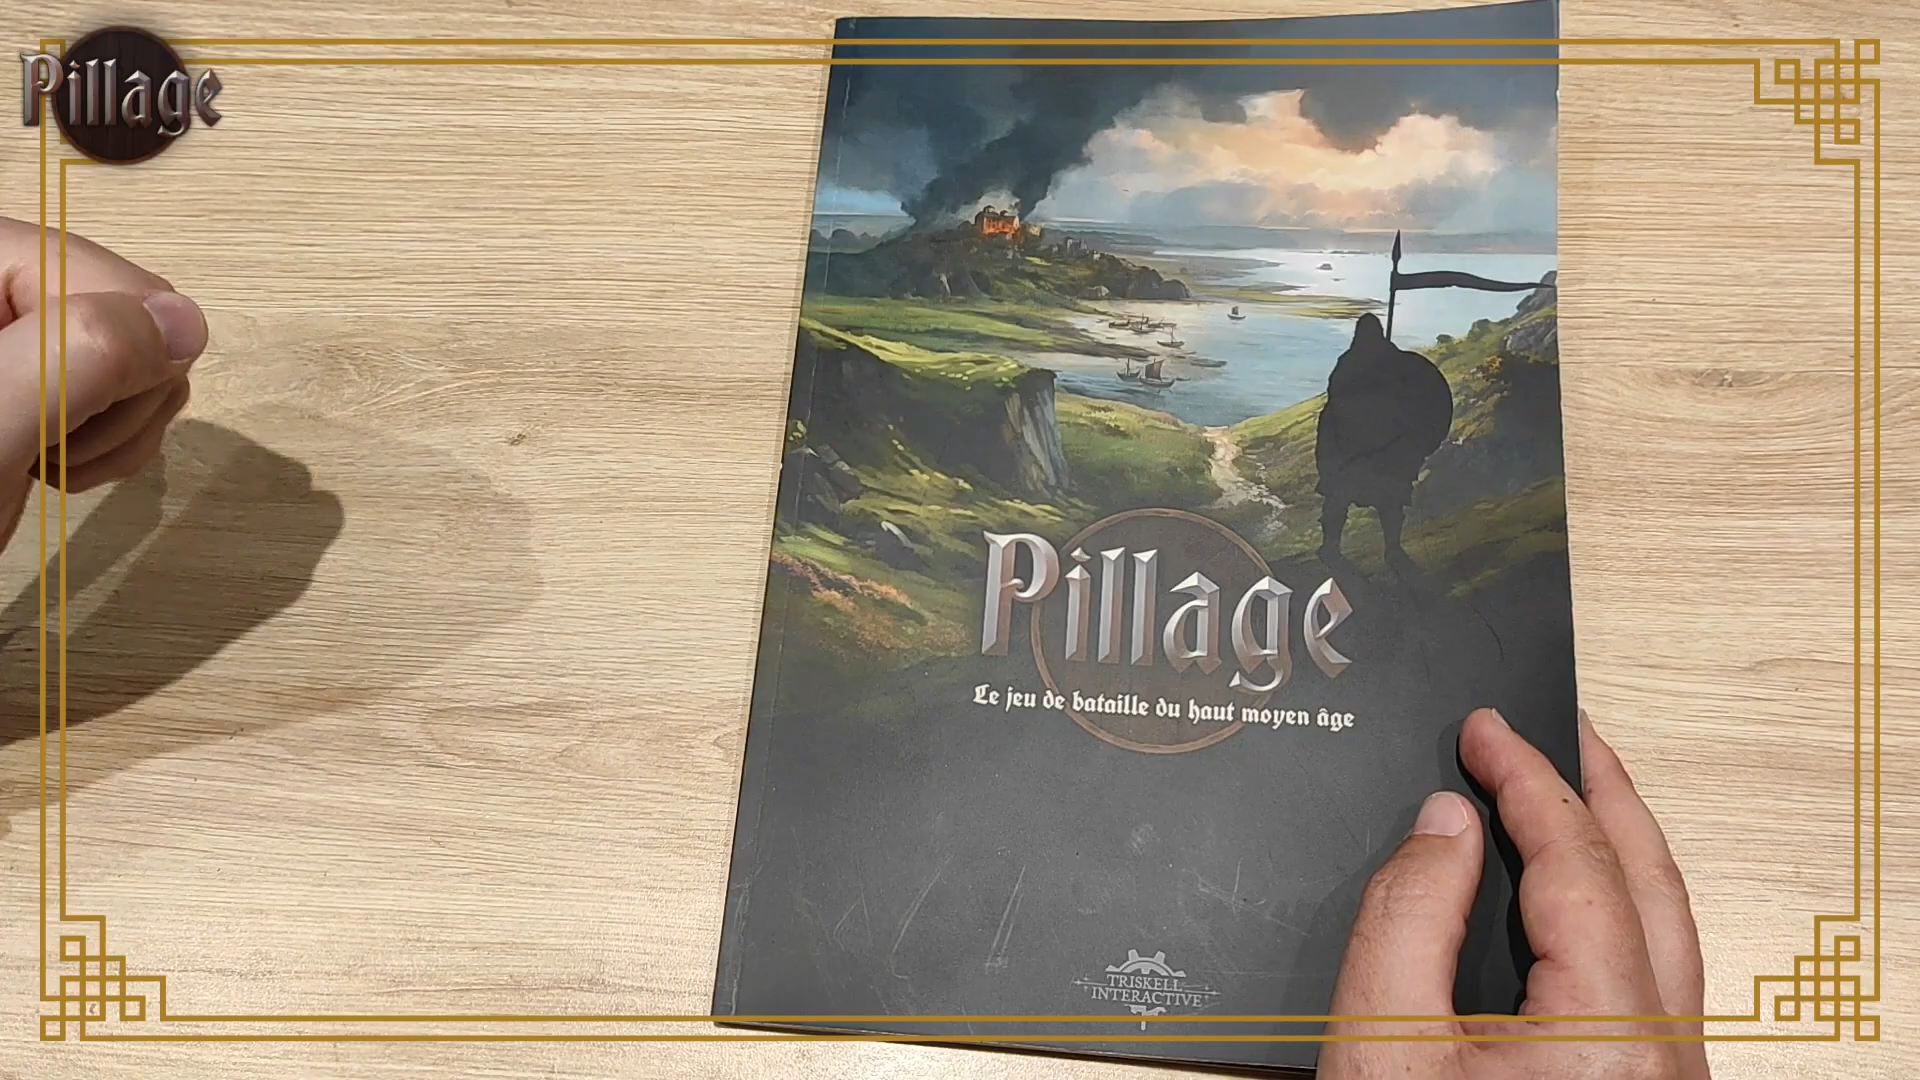 Pillage
Pillage
Le jeu de bataille du haut moyen âge
TRISKELL
INTERACTIVE